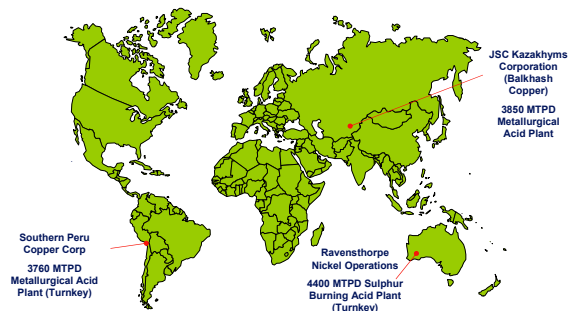 JSC Kazakhyms
Corporation
(Balkhash
Copper)
3850 MTPD
Metallurgical
Acid Plant
Southern Peru
Copper Corp
3760 MTPD
Metallurgical Acid
Plant (Turnkey)
Ravensthorpe
Nickel Operations
4400 MTPD Sulphur
Burning Acid Plant
(Turnkey)